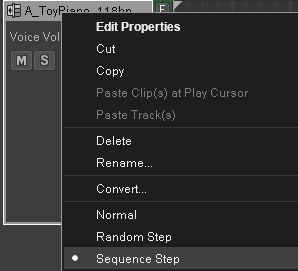 A_ToyPiano_118bp
F
Edit Properties
Voice Vol
Cut
M S
Copy
Paste Clip(s) at Play Cursor
Paste Track(s)
Delete
Rename...
Convert...
Normal
Random Step
Sequence Step